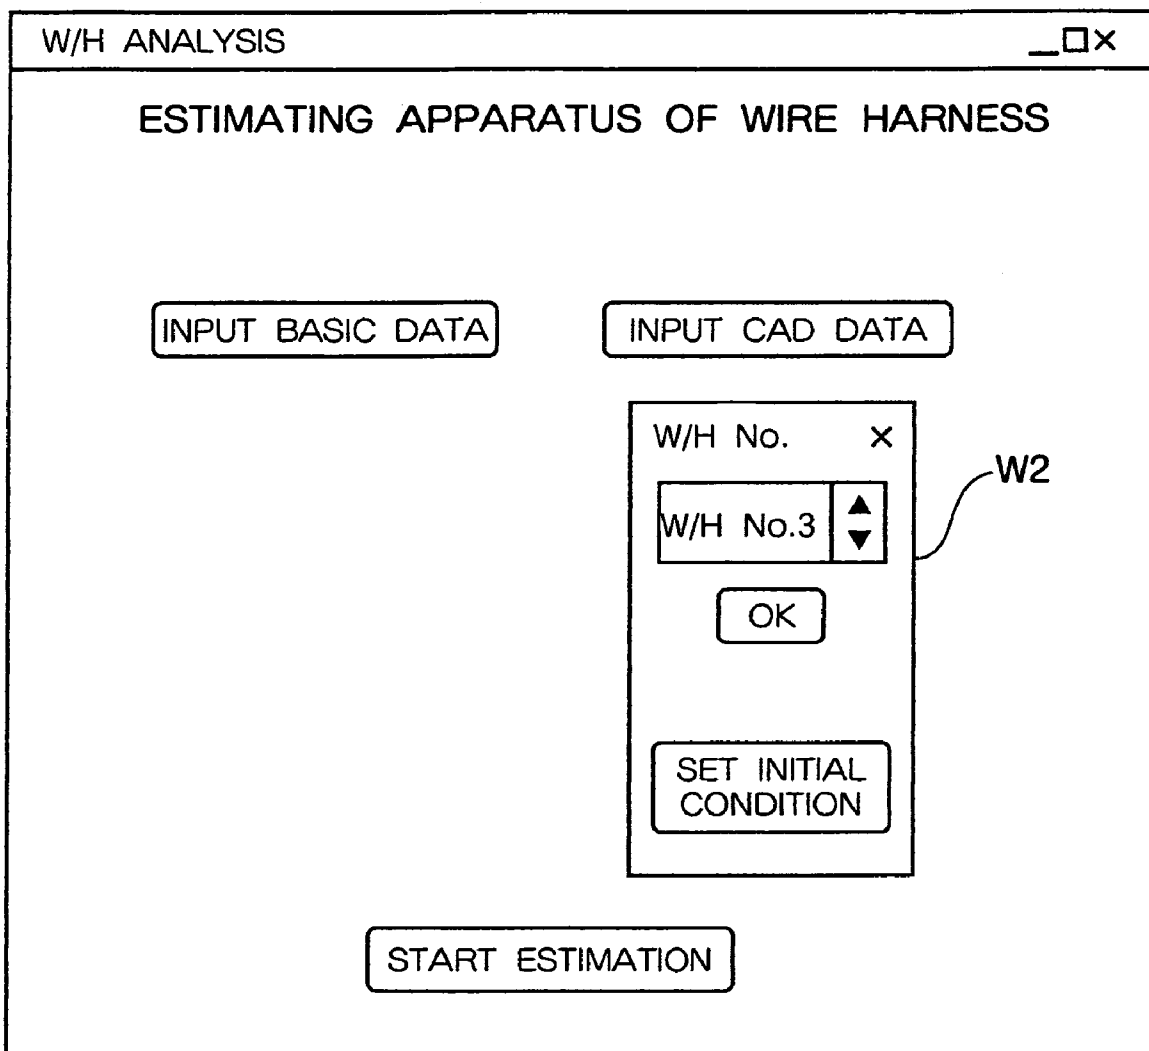 W/H ANALYSIS
ESTIMATING APPARATUS OF WIRE HARNESS
INPUT BASIC DATA
INPUT CAD DATA
W/H No.
W2
W/H No.3
OK
SET INITIAL
CONDITION
START ESTIMATION